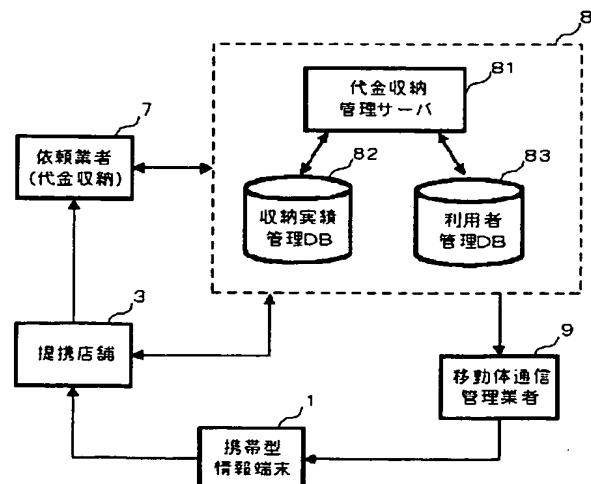 8
81
代金収納
管理サーバ
7
依頼業者
(代金収納)
82
収納実績
管理DB
83
利用者
管理DB
3
提携店舗
9
移動体通信
管理業者
1
携帯型
情報端末